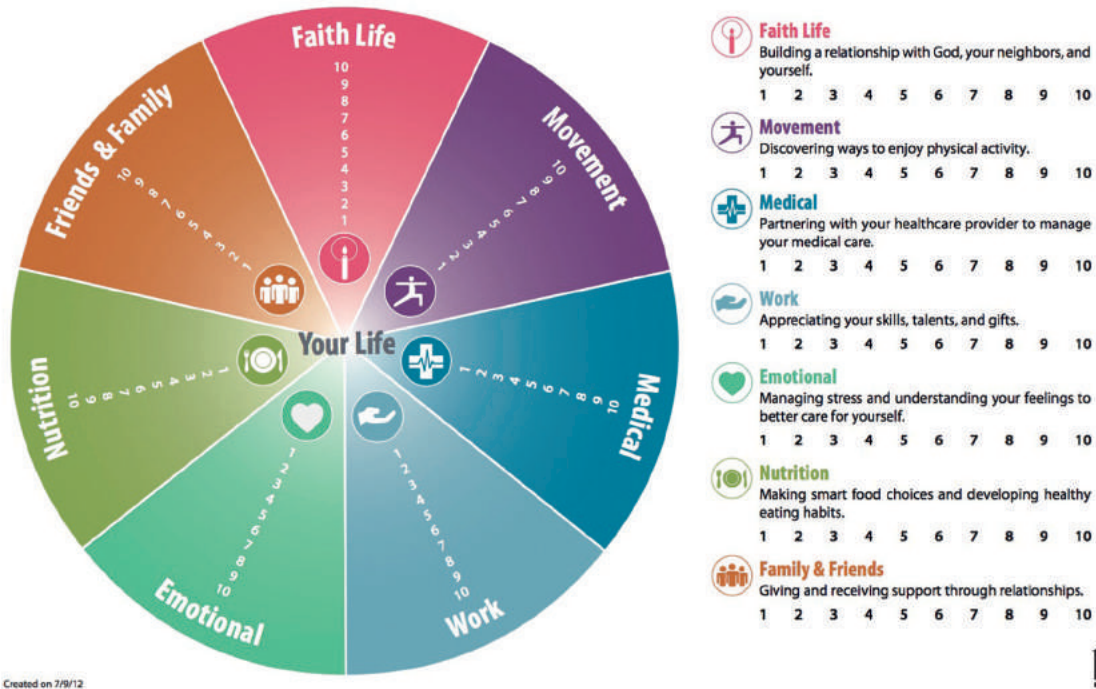 Faith Life
10
9
8
7
6
5
4
3
2
1
Movement
10
9
8
7
6
5
4
3
2
1
Medical
1 2 3 4 5 6 7 8 9 10
Work
1
2
3
4
5
6
7
8
9
10
Emotional
1
2
3
4
5
6
7
8
9
10
Nutrition
10 9 8 7 6 5 4 3 2 1
Friends & Family
10 9 8 7 6 5 4 3 2 1
Your Life
Faith Life
Building a relationship with God, your neighbors, and
yourself.
1 2 3 4 5 6 7 8 9 10
Movement
Discovering ways to enjoy physical activity.
1 2 3 4 5 6 7 8 9 10
Medical
Partnering with your healthcare provider to manage
your medical care.
1 2 3 4 5 6 7 8 9 10
Work
Appreciating your skills, talents, and gifts.
1 2 3 4 5 6 7 8 9 10
Emotional
Managing stress and understanding your feelings to
better care for yourself.
1 2 3 4 5 6 7 8 9 10
Nutrition
Making smart food choices and developing healthy
eating habits.
1 2 3 4 5 6 7 8 9 10
Family & Friends
Giving and receiving support through relationships.
1 2 3 4 5 6 7 8 9 10
Created on 7/9/12